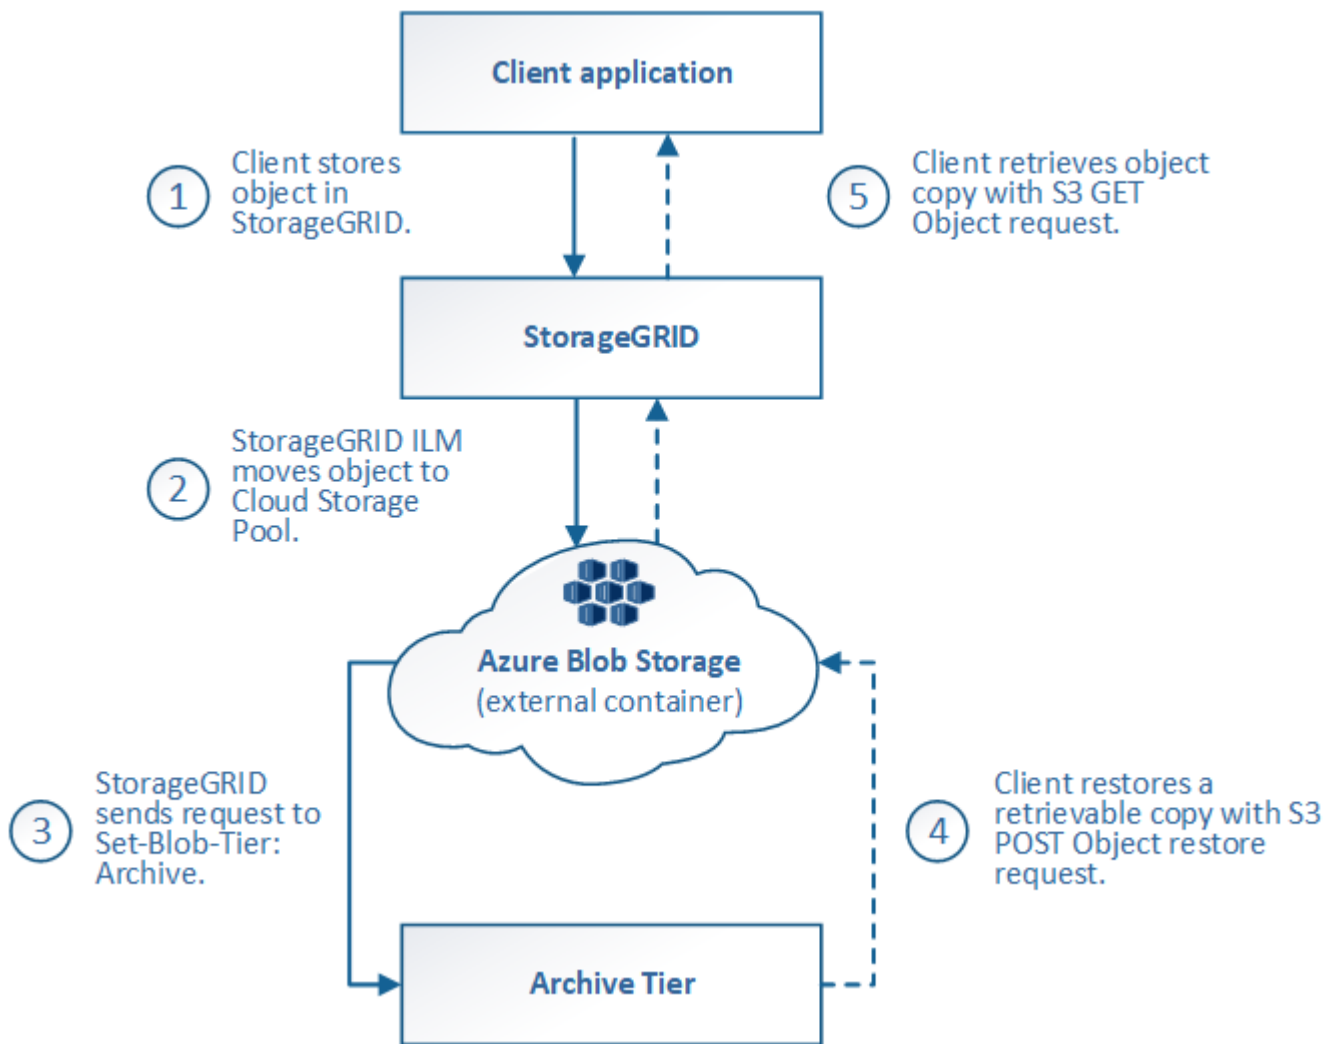 Client application
1
Client stores
object in
StorageGRID.
5
Client retrieves object
copy with S3 GET
Object request.
StorageGRID
2
StorageGRID ILM
moves object to
Cloud Storage
Pool.
Azure Blob Storage
(external container)
3
StorageGRID
sends request to
Set-Blob-Tier:
Archive.
4
Client restores a
retrievable copy with S3
POST Object restore
request.
Archive Tier